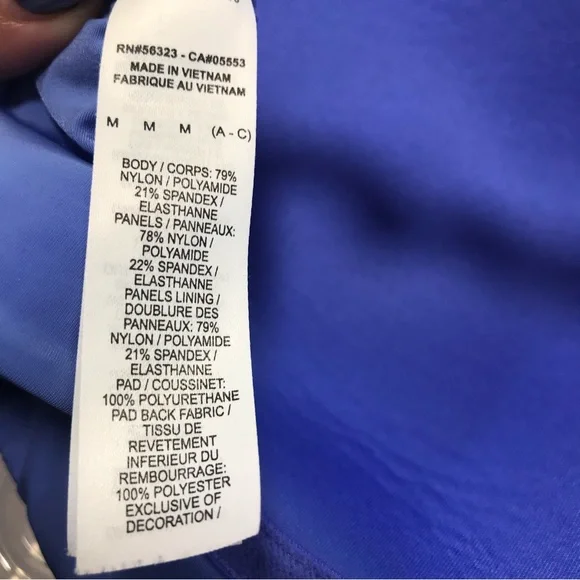 RN#56323 - CA#05553
MADE IN VIETNAM
FABRIQUE AU VIETNAM
M M M (A - C)
BODY / CORPS: 79%
NYLON / POLYAMIDE
21% SPANDEX /
ELASTHANNE
PANELS / PANNEAUX:
78% NYLON /
POLYAMIDE
22% SPANDEX /
ELASTHANNE
PANELS LINING /
DOUBLURE DES
PANNEAUX: 79%
NYLON / POLYAMIDE
21% SPANDEX /
ELASTHANNE
PAD / COUSSINET:
100% POLYURETHANE
PAD BACK FABRIC /
TISSU DE
REVETEMENT
INFERIEUR DU
REMBOURRAGE:
100% POLYESTER
EXCLUSIVE OF
DECORATION /